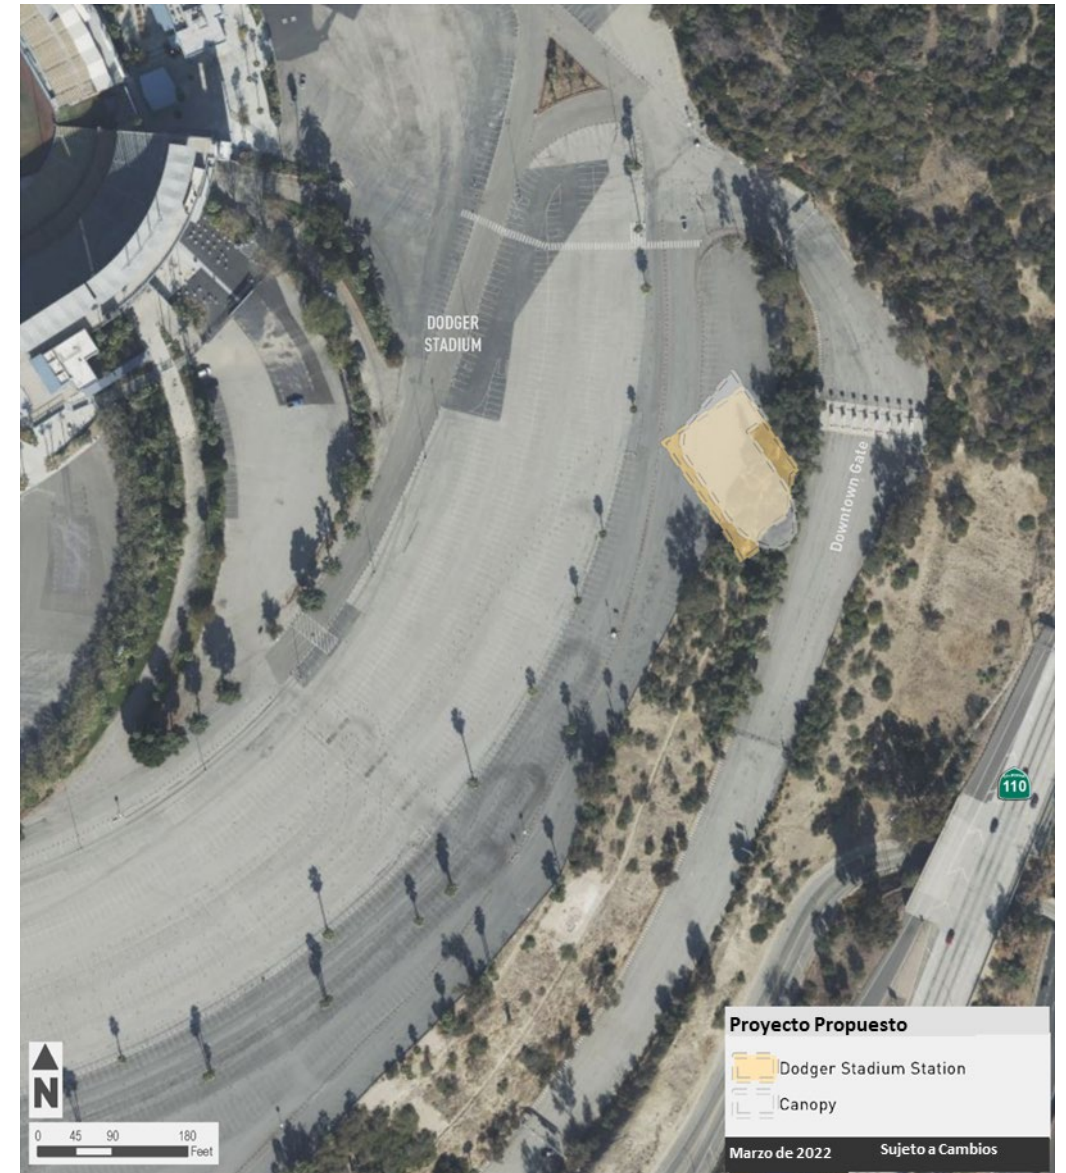 DODGER
STADIUM
Downtown Gate
110
Proyecto Propuesto
Dodger Stadium Station
Canopy
Marzo de 2022 Sujeto a Cambios
N
0 45 90 180
Feet